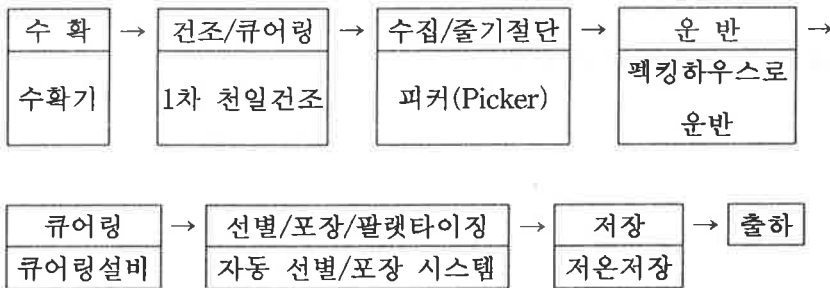 수 확 → 건조/큐어링 → 수집/줄기절단 → 운 반 →
수확기 1차 천일건조 피커(Picker) 펙킹하우스로
운반
큐어링 → 선별/포장/팔랫타이징 → 저장 → 출하
큐어링설비 자동 선별/포장 시스템 저온저장